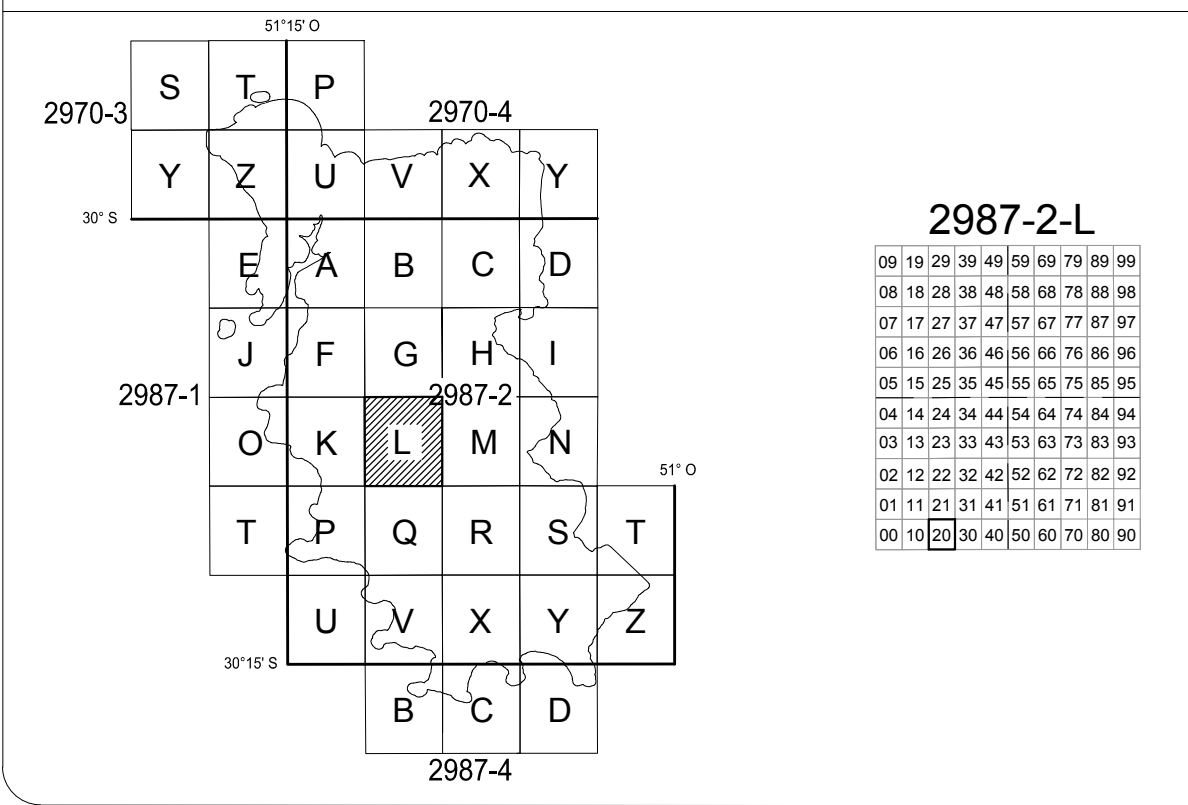 51°15' O
S T P
2970-3
2970-4
Y Z U V X Y
30° S
E A B C D
J F G H I
2987-1
2987-2
O K L M N
51° O
T P Q R S T
U V X Y Z
30°15' S
B C D
2987-4
2987-2-L
09 19 29 39 49 59 69 79 89 99
08 18 28 38 48 58 68 78 88 98
07 17 27 37 47 57 67 77 87 97
06 16 26 36 46 56 66 76 86 96
05 15 25 35 45 55 65 75 85 95
04 14 24 34 44 54 64 74 84 94
03 13 23 33 43 53 63 73 83 93
02 12 22 32 42 52 62 72 82 92
01 11 21 31 41 51 61 71 81 91
00 10 20 30 40 50 60 70 80 90